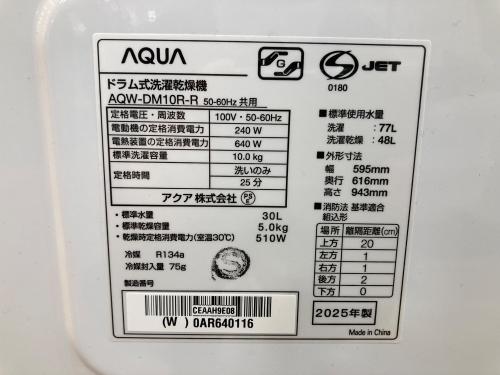 AQUA
JET
0180
ドラム式洗濯乾燥機
AQW-DM10R-R 50-60Hz 共用
定格電圧・周波数 100V・50-60Hz
電動機の定格消費電力 240 W
電熱装置の定格消費電力 640 W
標準洗濯容量 10.0 kg
定格時間 洗いのみ 25分
アクア 株式会社 PSE
・標準水量 30L
・標準乾燥容量 5.0kg
・乾燥時定格消費電力(室温30℃) 510W
冷媒 R134a
冷媒封入量 75g
製造番号
CEAAH9E08
(W) 0AR640116
■標準使用水量
洗濯 :77L
洗濯乾燥:48L
■外形寸法
幅 595mm
奥行 616mm
高さ 943mm
■消防法 基準適合
組込形
場所 離隔距離(cm)
上方 20
左方 1
右方 1
後方 2
下方 0
2025年製
Made in China